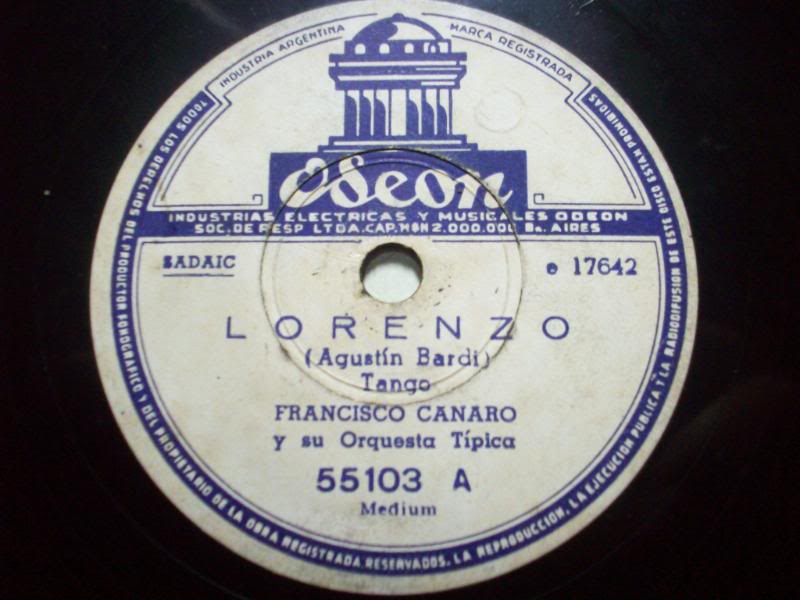 INDUSTRIA ARGENTINA
MARCA REGISTRADA
Odeon
INDUSTRIAS ELECTRICAS Y MUSICALES ODEON
SOC. DE RESP LTDA. CAP. M$N 2.000.000 Bs. AIRES
SADAIC
e 17642
LORENZO
(Agustín Bardi)
Tango
FRANCISCO CANARO
y su Orquesta Típica
55103 A
Medium
TODOS LOS DERECHOS DEL PRODUCTOR FONOGRAFICO Y DEL PROPIETARIO DE LA OBRA REGISTRADA RESERVADOS. LA REPRODUCCION, LA EJECUCION PUBLICA Y LA RADIODIFUSION DE ESTE DISCO ESTAN PROHIBIDAS